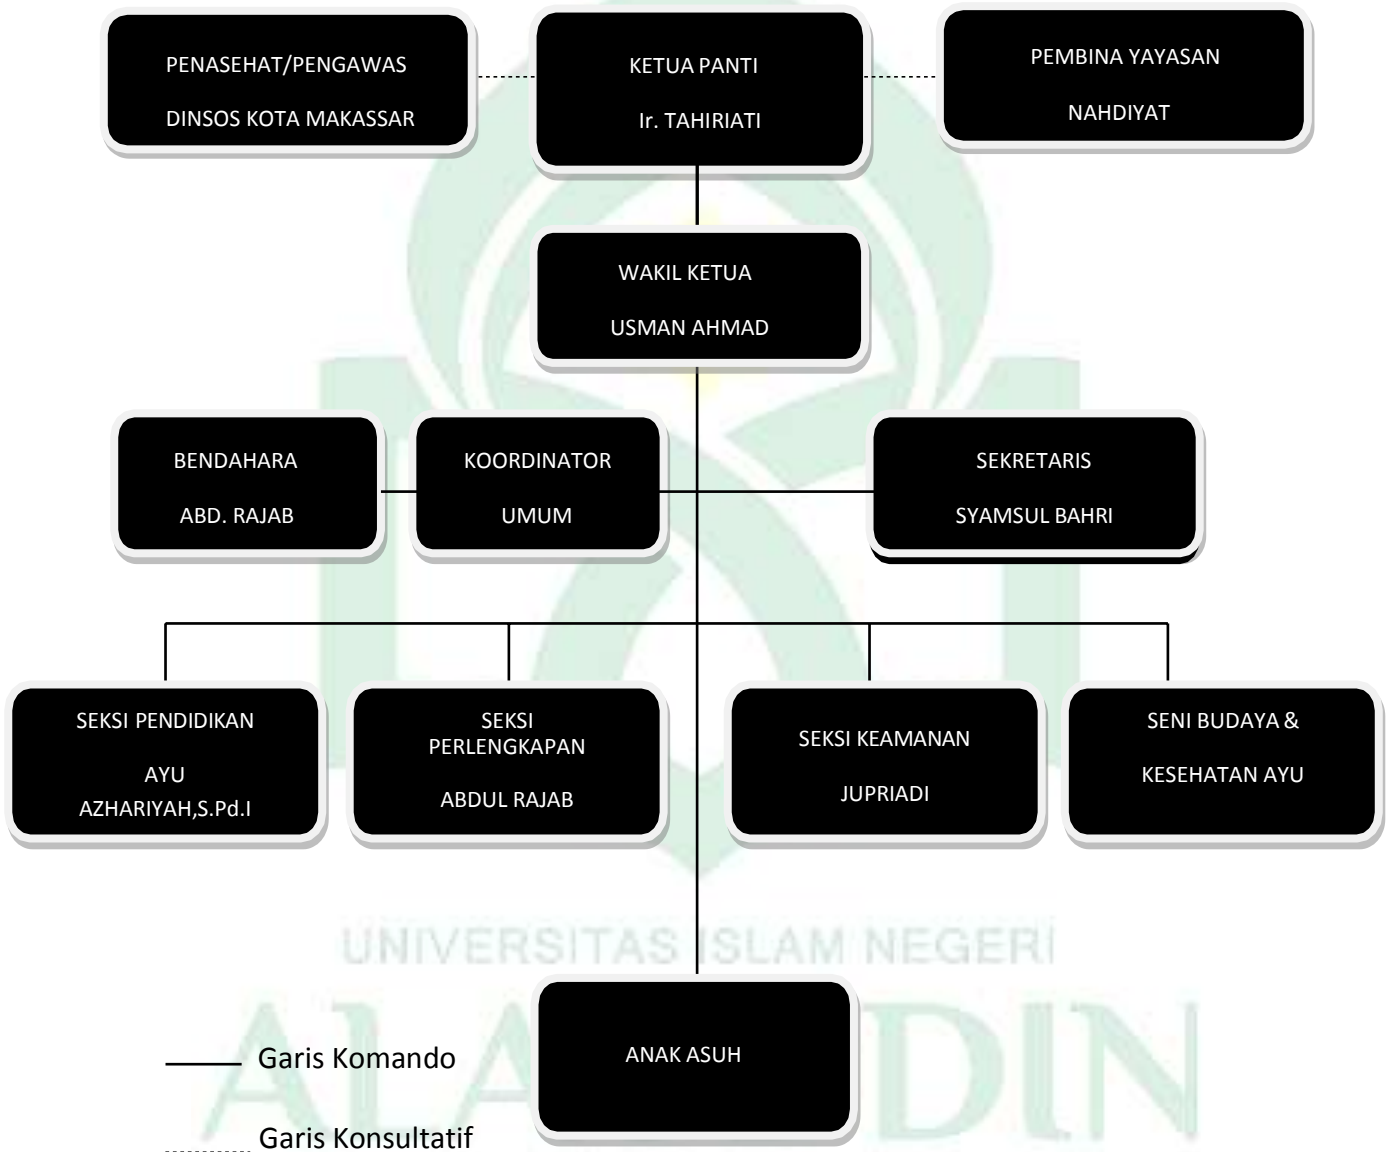 PENASEHAT/PENGAWAS
DINSOS KOTA MAKASSAR
KETUA PANTI
Ir. TAHIRIATI
PEMBINA YAYASAN
NAHDIYAT
WAKIL KETUA
USMAN AHMAD
BENDAHARA
ABD. RAJAB
KOORDINATOR
UMUM
SEKRETARIS
SYAMSUL BAHRI
SEKSI PENDIDIKAN
AYU
AZHARIYAH,S.Pd.I
SEKSI
PERLENGKAPAN
ABDUL RAJAB
SEKSI KEAMANAN
JUPRIADI
SENI BUDAYA &
KESEHATAN AYU
UNIVERSITAS ISLAM NEGERI
ANAK ASUH
Garis Komando
Garis Konsultatif